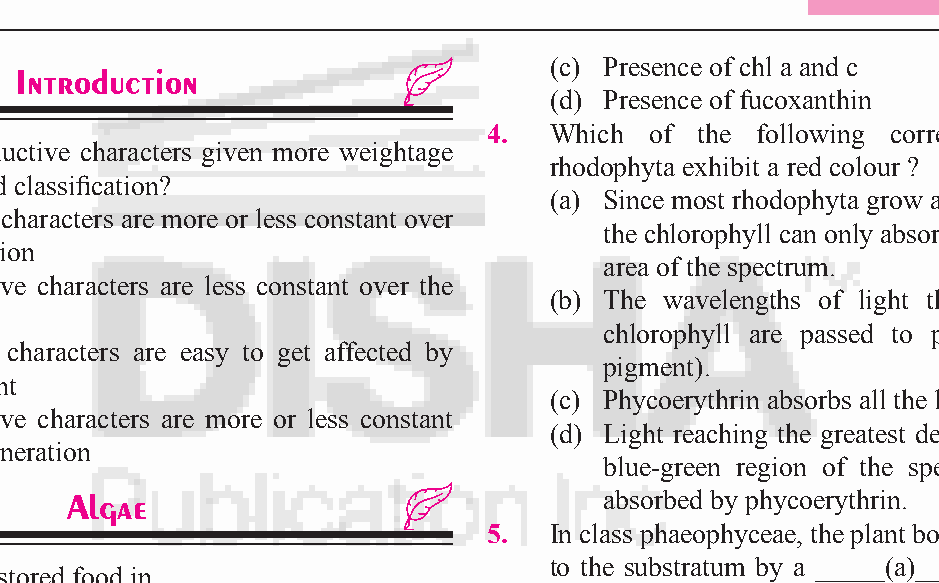 Introduction
uctive characters given more weightage
d classification?
characters are more or less constant over
ion
ve characters are less constant over the
characters are easy to get affected by
nt
ve characters are more or less constant
neration
Algae
stored food in
(c) Presence of chl a and c
(d) Presence of fucoxanthin
4. Which of the following corre
rhodophyta exhibit a red colour ?
(a) Since most rhodophyta grow a
the chlorophyll can only absor
area of the spectrum.
(b) The wavelengths of light th
chlorophyll are passed to p
pigment).
(c) Phycoerythrin absorbs all the l
(d) Light reaching the greatest de
blue-green region of the spe
absorbed by phycoerythrin.
5. In class phaeophyceae, the plant bo
to the substratum by a _____(a)__
DISHA
Publication Inc